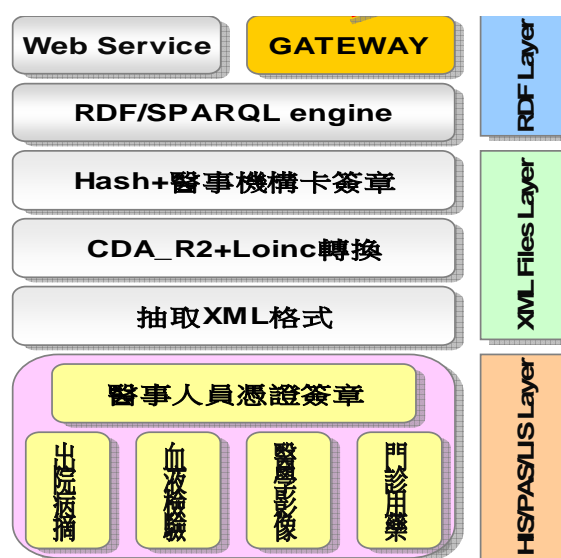 Web Service
GATEWAY
RDF Layer
RDF/SPARQL engine
Hash+醫事機構卡簽章
XML Files Layer
CDA_R2+Loinc轉換
抽取XML格式
HIS/PAS/LIS Layer
醫事人員憑證簽章
出院病摘
血液檢驗
醫學影像
門診用藥